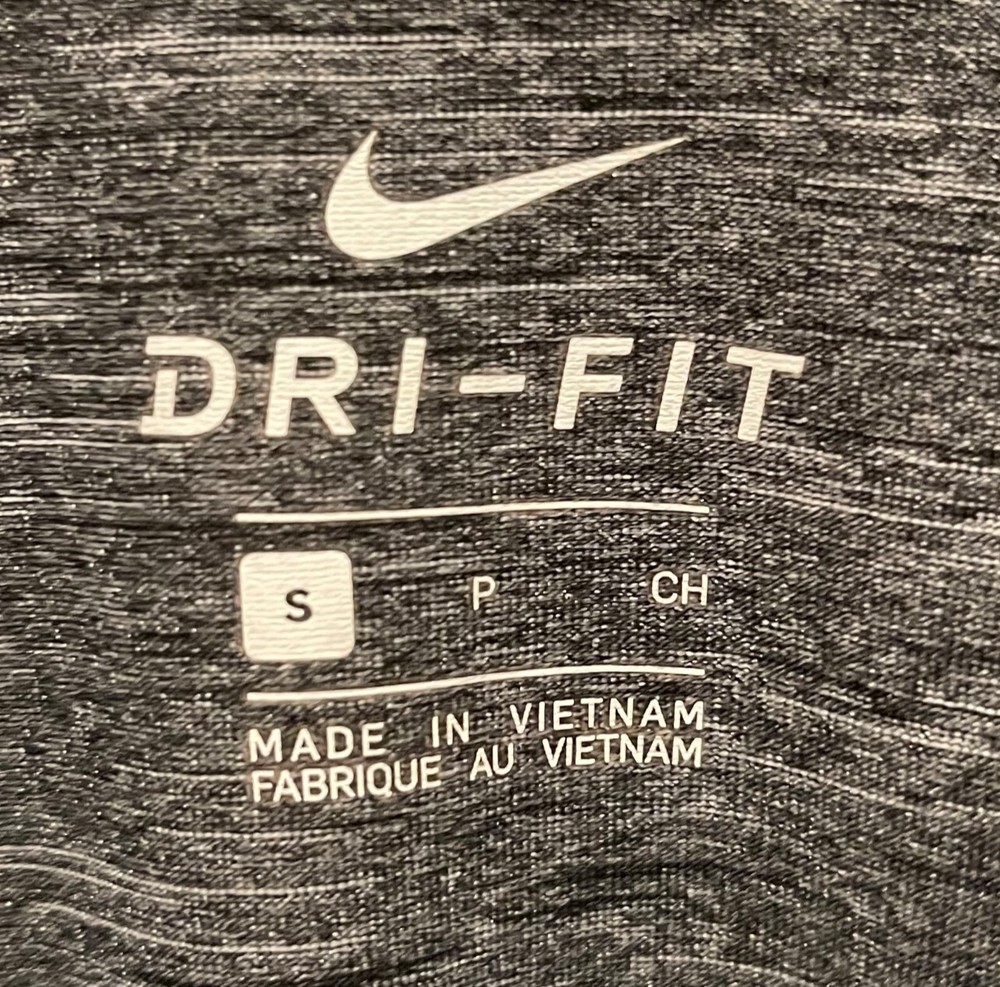 DRI-FIT
S P CH
MADE IN VIETNAM
FABRIQUE AU VIETNAM